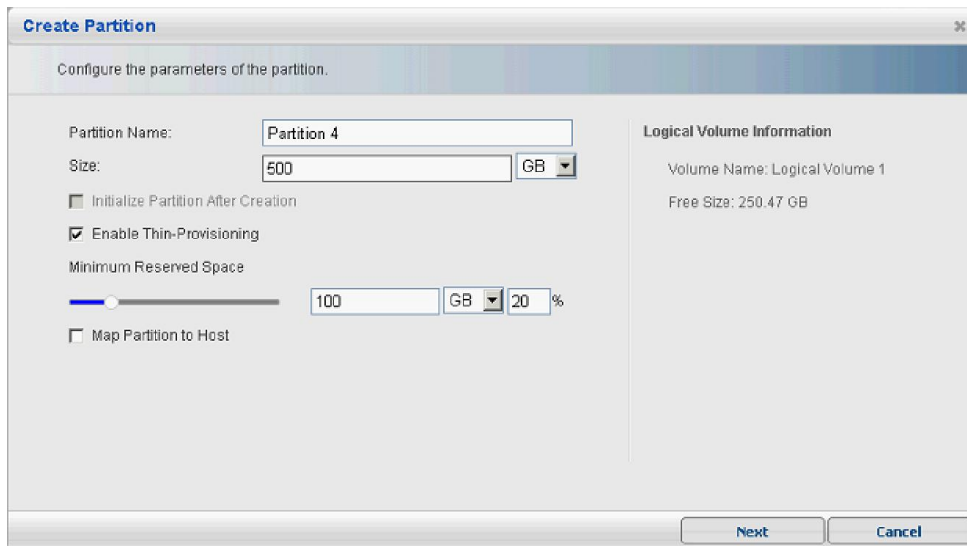 Create Partition
Configure the parameters of the partition.
Partition Name: Partition 4
Size: 500 GB
Initialize Partition After Creation
Enable Thin-Provisioning
Minimum Reserved Space
100 GB 20 %
Map Partition to Host
Logical Volume Information
Volume Name: Logical Volume 1
Free Size: 250.47 GB
Next Cancel